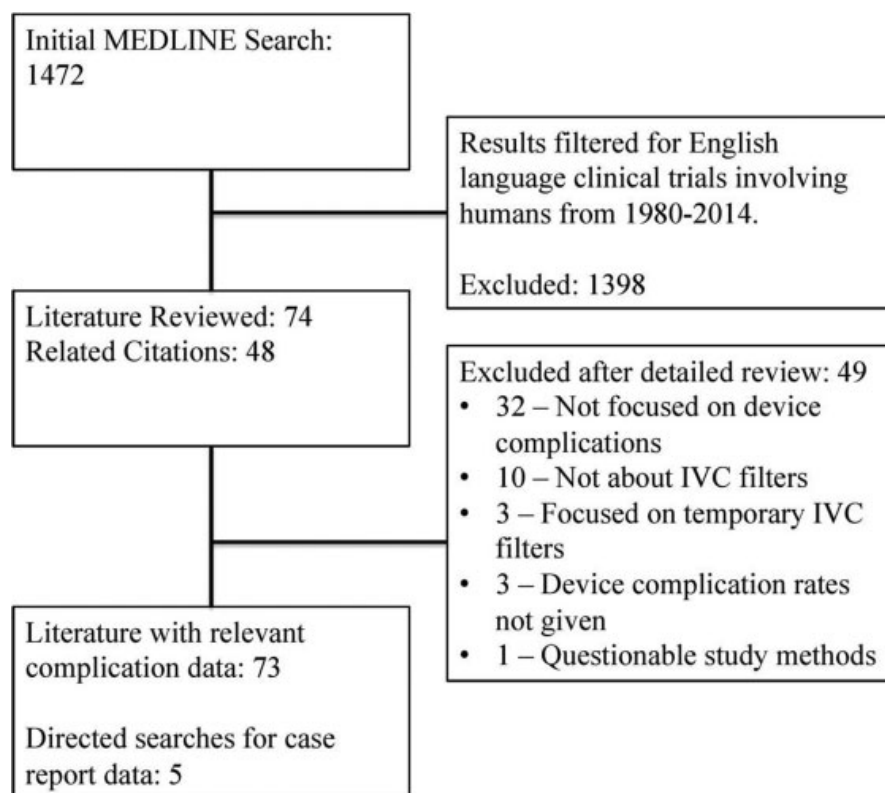 Initial MEDLINE Search:
1472
Results filtered for English
language clinical trials involving
humans from 1980-2014.
Excluded: 1398
Literature Reviewed: 74
Related Citations: 48
Excluded after detailed review: 49
• 32 – Not focused on device
complications
• 10 – Not about IVC filters
• 3 – Focused on temporary IVC
filters
• 3 – Device complication rates
not given
• 1 – Questionable study methods
Literature with relevant
complication data: 73
Directed searches for case
report data: 5